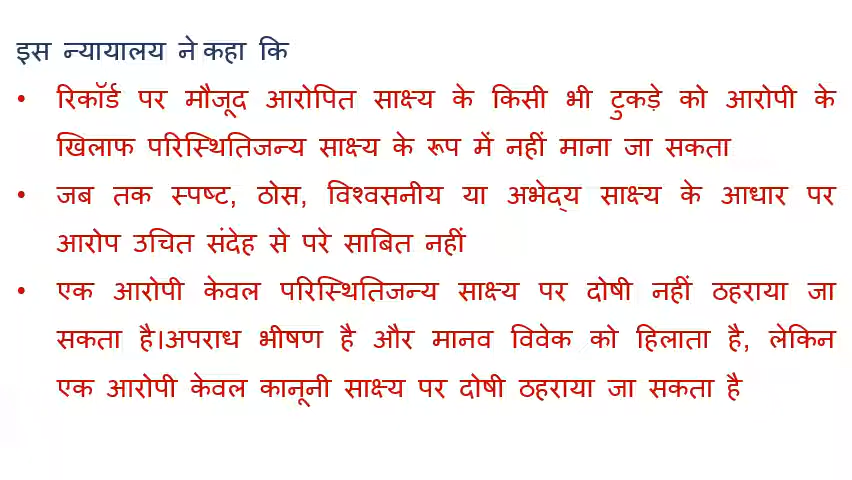 इस न्यायालय ने कहा कि
• रिकॉर्ड पर मौजूद आरोपित साक्ष्य के किसी भी टुकड़े को आरोपी के
खिलाफ परिस्थितिजन्य साक्ष्य के रूप में नहीं माना जा सकता
• जब तक स्पष्ट, ठोस, विश्वसनीय या अभेद्य साक्ष्य के आधार पर
आरोप उचित संदेह से परे साबित नहीं
• एक आरोपी केवल परिस्थितिजन्य साक्ष्य पर दोषी नहीं ठहराया जा
सकता है।अपराध भीषण है और मानव विवेक को हिलाता है, लेकिन
एक आरोपी केवल कानूनी साक्ष्य पर दोषी ठहराया जा सकता है